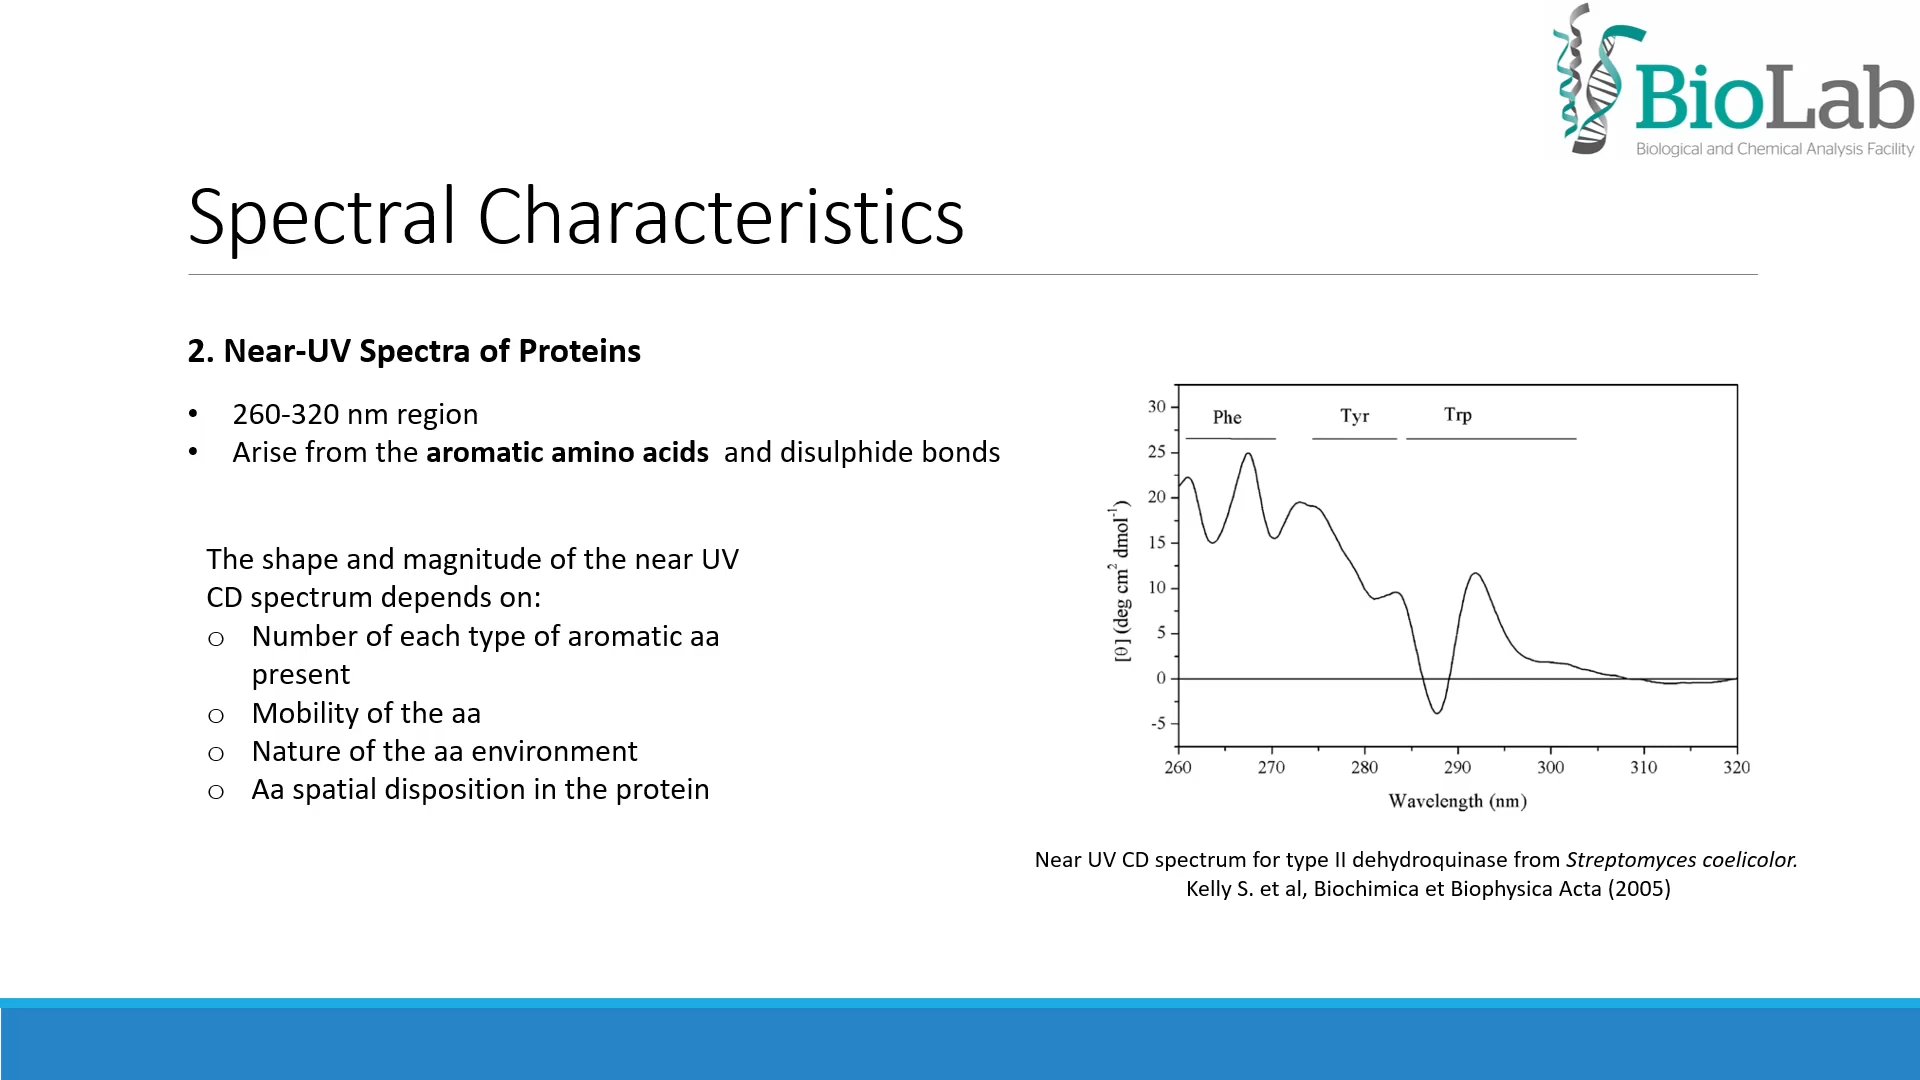 BioLab
Biological and Chemical Analysis Facility
Spectral Characteristics
2. Near-UV Spectra of Proteins
• 260-320 nm region
• Arise from the aromatic amino acids and disulphide bonds
The shape and magnitude of the near UV
CD spectrum depends on:
o Number of each type of aromatic aa
present
o Mobility of the aa
o Nature of the aa environment
o Aa spatial disposition in the protein
Phe Tyr Trp
30
25
20
15
10
5
0
-5
[θ] (deg cm² dmol⁻¹)
260 270 280 290 300 310 320
Wavelength (nm)
Near UV CD spectrum for type II dehydroquinase from Streptomyces coelicolor.
Kelly S. et al, Biochimica et Biophysica Acta (2005)